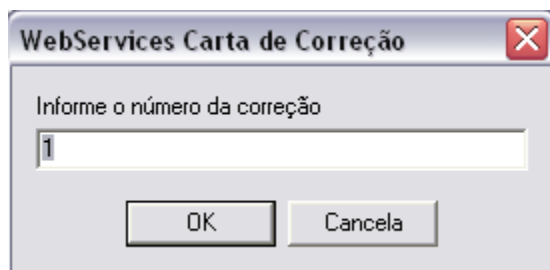 WebServices Carta de Correção
Informe o número da correção
1
OK Cancela